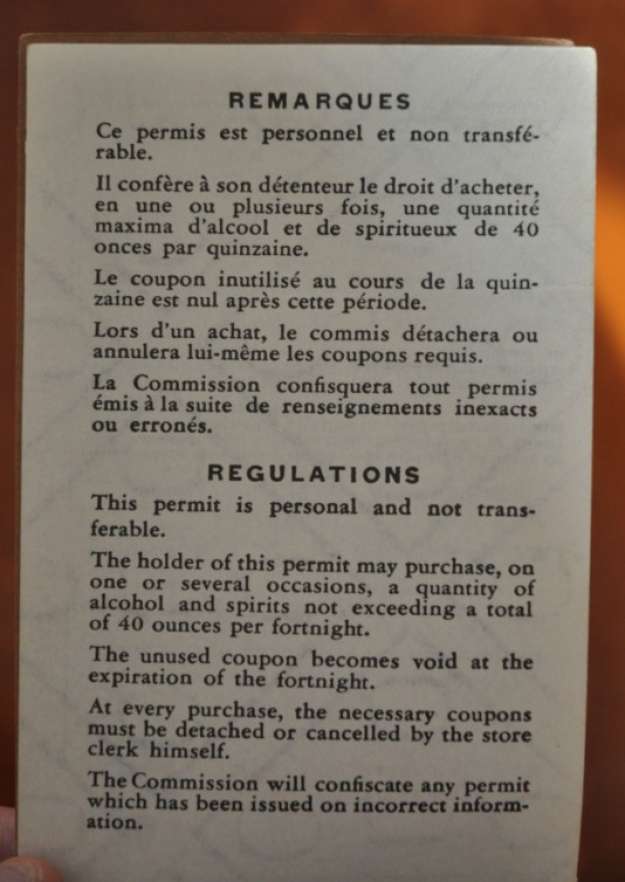 REMARQUES
Ce permis est personnel et non transfé-
rable.
Il confère à son détenteur le droit d'acheter,
en une ou plusieurs fois, une quantité
maxima d'alcool et de spiritueux de 40
onces par quinzaine.
Le coupon inutilisé au cours de la quin-
zaine est nul après cette période.
Lors d'un achat, le commis détachera ou
annulera lui-même les coupons requis.
La Commission confisquera tout permis
émis à la suite de renseignements inexacts
ou erronés.
REGULATIONS
This permit is personal and not trans-
ferable.
The holder of this permit may purchase, on
one or several occasions, a quantity of
alcohol and spirits not exceeding a total
of 40 ounces per fortnight.
The unused coupon becomes void at the
expiration of the fortnight.
At every purchase, the necessary coupons
must be detached or cancelled by the store
clerk himself.
The Commission will confiscate any permit
which has been issued on incorrect inform-
ation.